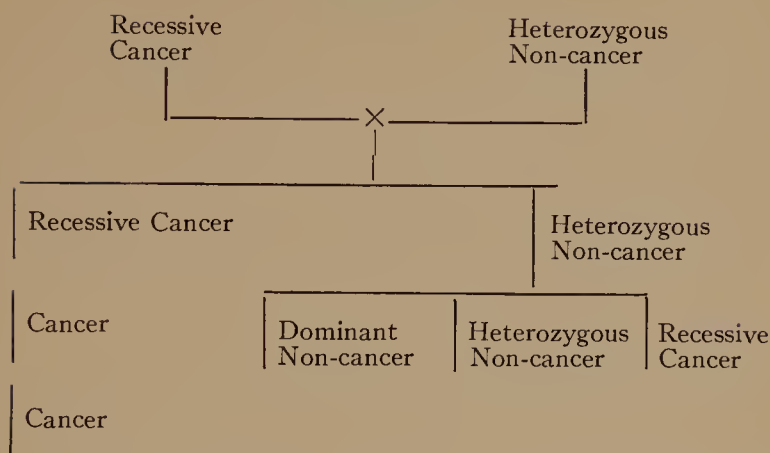 Recessive
Cancer
Heterozygous
Non-cancer
×
Recessive Cancer
Heterozygous
Non-cancer
Cancer
Dominant
Non-cancer
Heterozygous
Non-cancer
Recessive
Cancer
Cancer